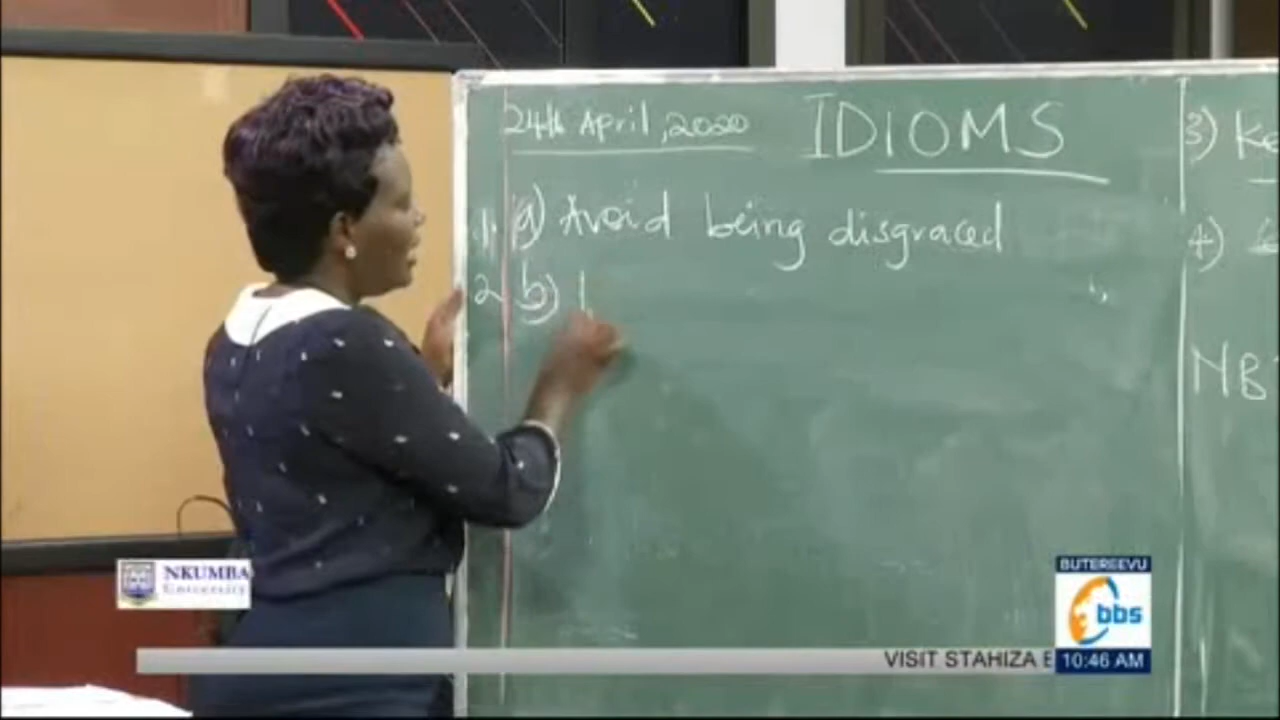 24th April, 2020
IDIOMS
1. a) Avoid being disgraced
2 b)
3) Ke
4)
NB
NKUMBA
University
BUTEREEVU
bbs
VISIT STAHIZA E
10:46 AM